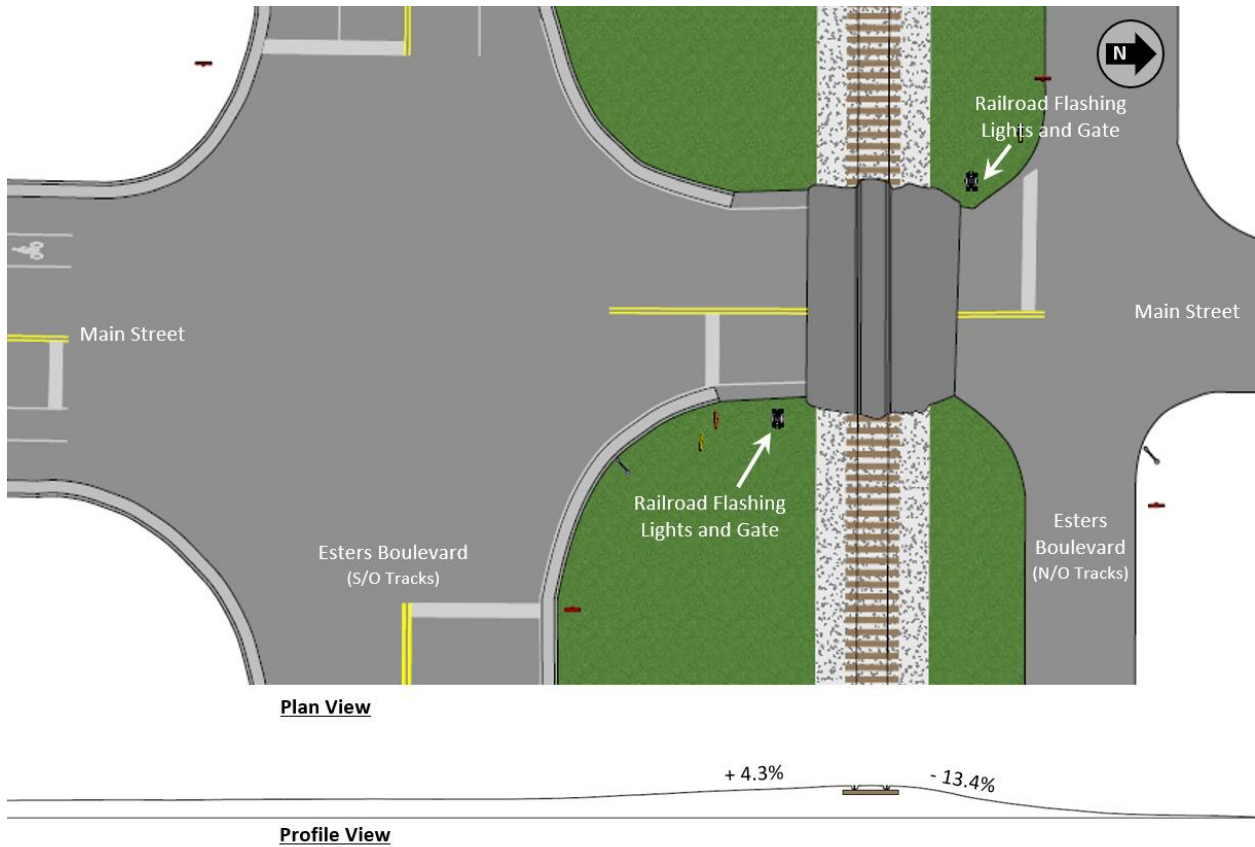 N
Railroad Flashing
Lights and Gate
Main Street
Main Street
Railroad Flashing
Lights and Gate
Esters Boulevard
(S/O Tracks)
Esters
Boulevard
(N/O Tracks)
Plan View
+ 4.3%
- 13.4%
Profile View